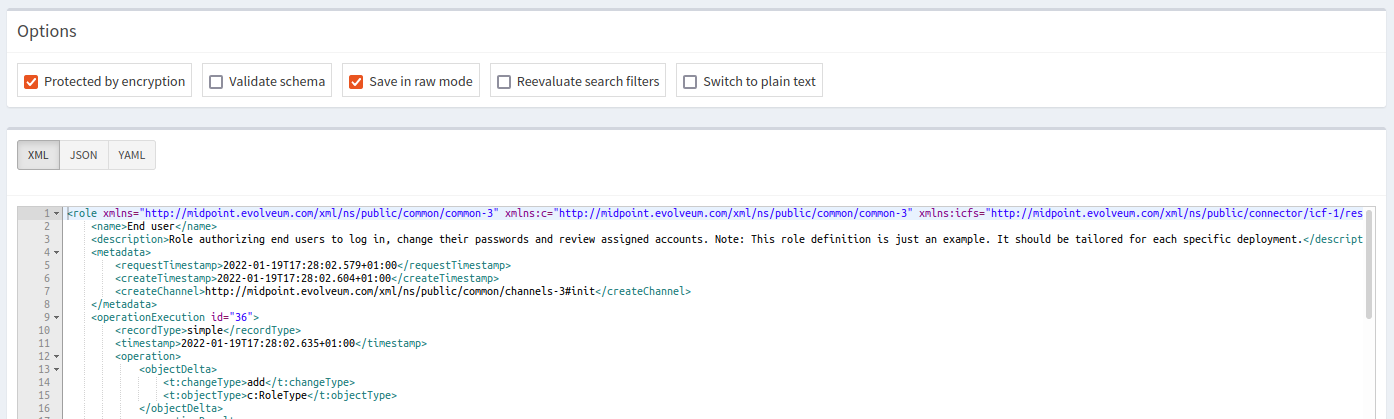 Options
Protected by encryption Validate schema Save in raw mode Reevaluate search filters Switch to plain text
XML JSON YAML
1 <role xmlns="http://midpoint.evolveum.com/xml/ns/public/common/common-3" xmlns:c="http://midpoint.evolveum.com/xml/ns/public/common/common-3" xmlns:icfs="http://midpoint.evolveum.com/xml/ns/public/connector/icf-1/res
2 <name>End user</name>
3 <description>Role authorizing end users to log in, change their passwords and review assigned accounts. Note: This role definition is just an example. It should be tailored for each specific deployment.</descript
4 <metadata>
5 <requestTimestamp>2022-01-19T17:28:02.579+01:00</requestTimestamp>
6 <createTimestamp>2022-01-19T17:28:02.604+01:00</createTimestamp>
7 <createChannel>http://midpoint.evolveum.com/xml/ns/public/common/channels-3#init</createChannel>
8 </metadata>
9 <operationExecution id="36">
10 <recordType>simple</recordType>
11 <timestamp>2022-01-19T17:28:02.635+01:00</timestamp>
12 <operation>
13 <objectDelta>
14 <t:changeType>add</t:changeType>
15 <t:objectType>c:RoleType</t:objectType>
16 </objectDelta>